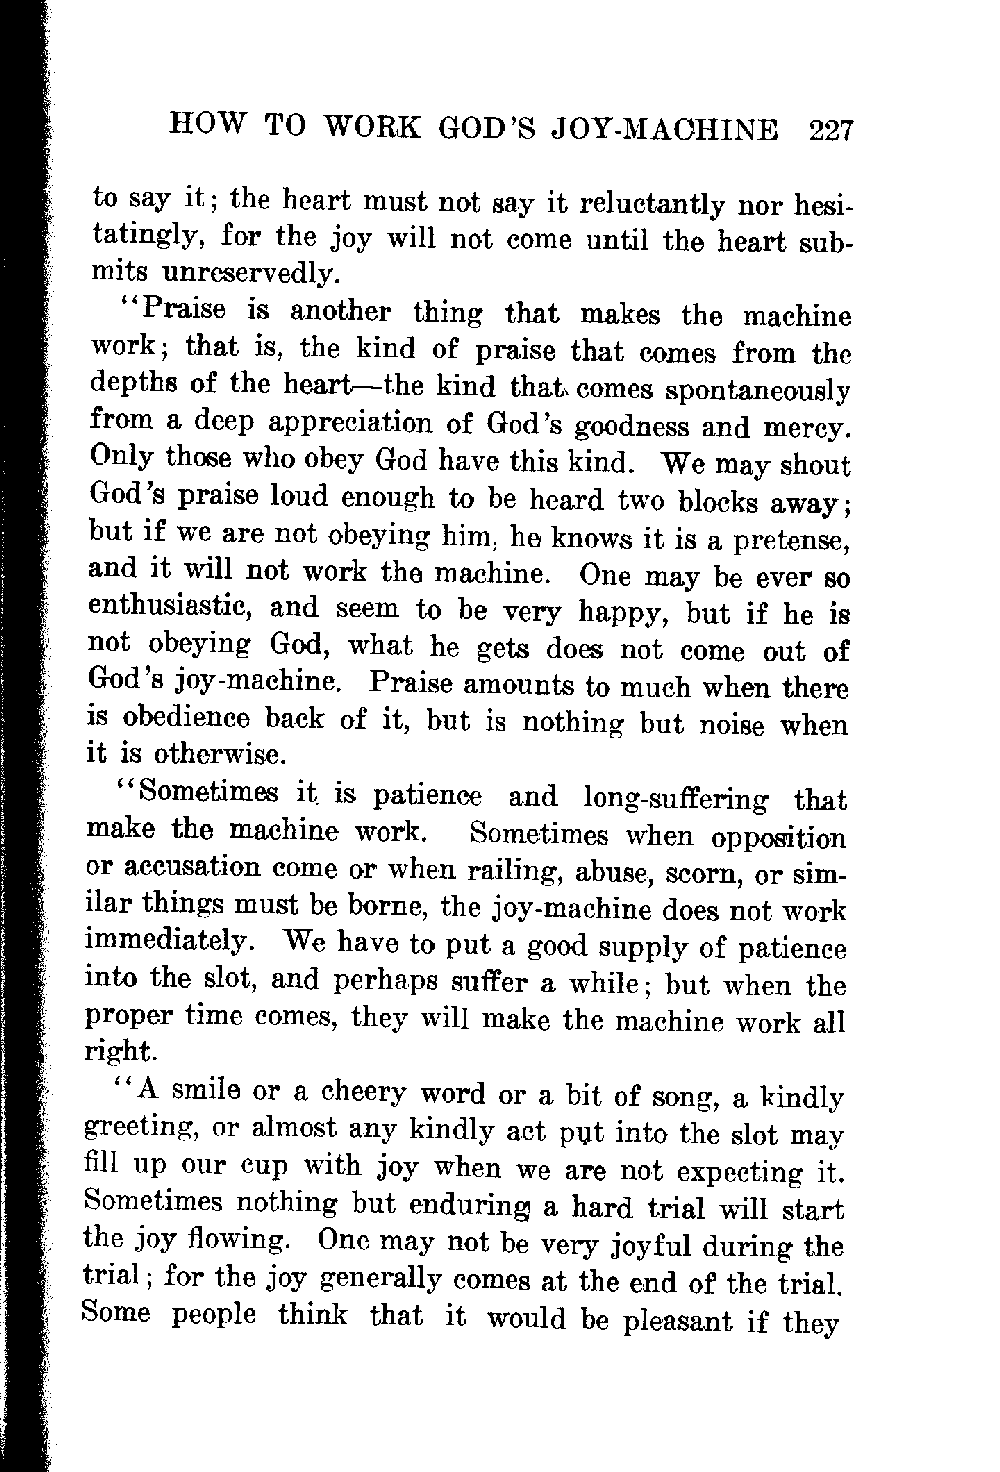 HOW TO WORK GOD'S JOY-MACHINE 227
to say it; the heart must not say it reluctantly nor hesi-
tatingly, for the joy will not come until the heart sub-
mits unreservedly.
"Praise is another thing that makes the machine
work; that is, the kind of praise that comes from the
depths of the heart—the kind that comes spontaneously
from a deep appreciation of God's goodness and mercy.
Only those who obey God have this kind. We may shout
God's praise loud enough to be heard two blocks away;
but if we are not obeying him, he knows it is a pretense,
and it will not work the machine. One may be ever so
enthusiastic, and seem to be very happy, but if he is
not obeying God, what he gets does not come out of
God's joy-machine. Praise amounts to much when there
is obedience back of it, but is nothing but noise when
it is otherwise.
"Sometimes it is patience and long-suffering that
make the machine work. Sometimes when opposition
or accusation come or when railing, abuse, scorn, or sim-
ilar things must be borne, the joy-machine does not work
immediately. We have to put a good supply of patience
into the slot, and perhaps suffer a while; but when the
proper time comes, they will make the machine work all
right.
"A smile or a cheery word or a bit of song, a kindly
greeting, or almost any kindly act put into the slot may
fill up our cup with joy when we are not expecting it.
Sometimes nothing but enduring a hard trial will start
the joy flowing. One may not be very joyful during the
trial; for the joy generally comes at the end of the trial.
Some people think that it would be pleasant if they